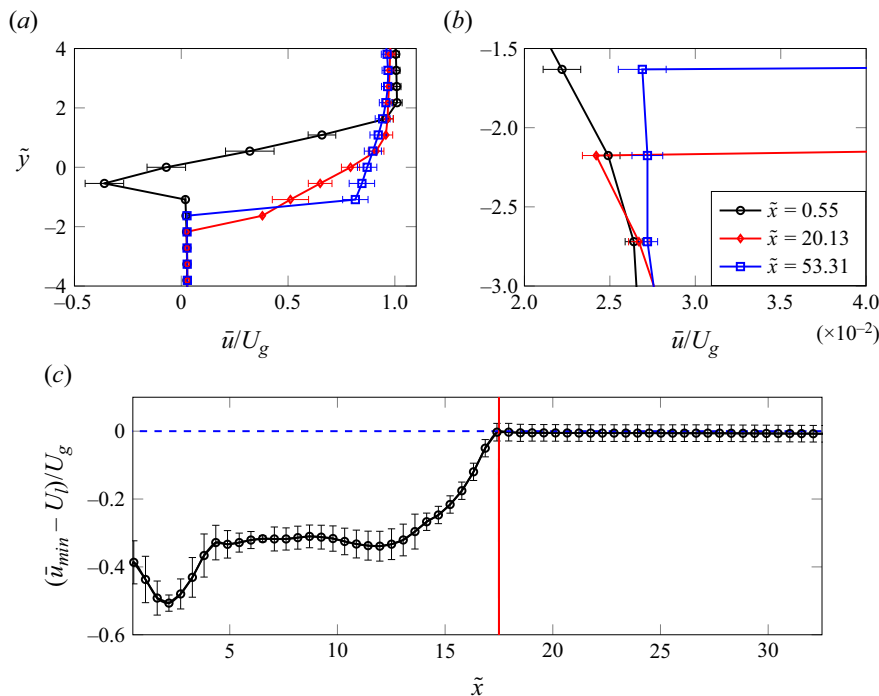 (a)
(b)
4
2
0
−2
−4
ỹ
−0.5
0
0.5
1.0
ū/U_g
−1.5
−2.0
−2.5
−3.0
x̃ = 0.55
x̃ = 20.13
x̃ = 53.31
2.0
2.5
3.0
3.5
4.0
(×10−2)
ū/U_g
(c)
0
−0.2
−0.4
−0.6
(ū_min − U_l)/U_g
5
10
15
20
25
30
x̃